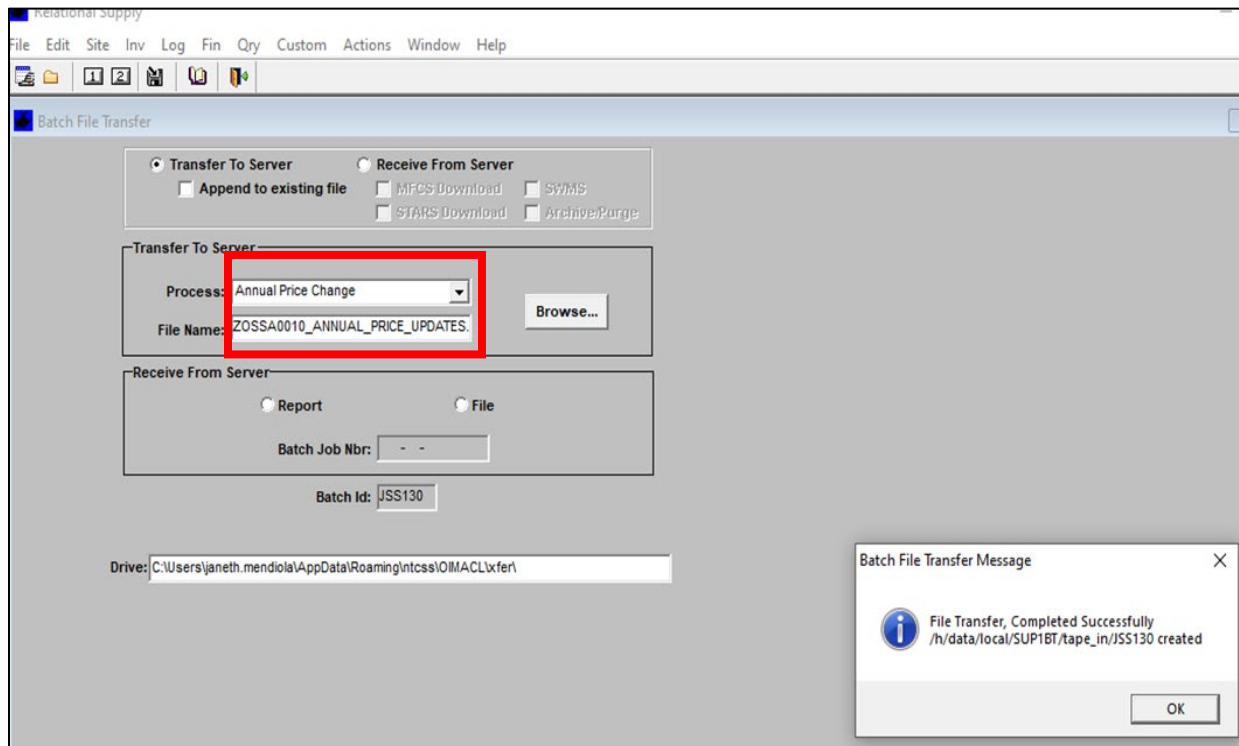 Relational Supply
File Edit Site Inv Log Fin Qry Custom Actions Window Help
1 2
Batch File Transfer
Transfer To Server Receive From Server
Append to existing file MFCS Download SWMS
STARS Download Archive/Purge
Transfer To Server
Process: Annual Price Change
Browse...
File Name: ZOSSA0010_ANNUAL_PRICE_UPDATES.
Receive From Server
Report File
Batch Job Nbr: - -
Batch Id: JSS130
Drive: C:\Users\janeth.mendiola\AppData\Roaming\ntcss\OIMACL\xfer\
Batch File Transfer Message
File Transfer, Completed Successfully
/h/data/local/SUP1BT/tape_in/JSS130 created
OK